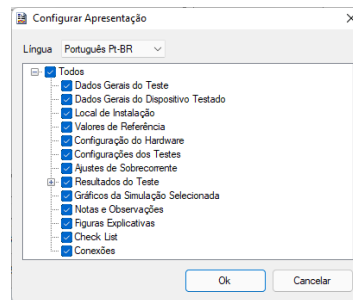 Configurar Apresentação
Língua Português Pt-BR
Todos
Dados Gerais do Teste
Dados Gerais do Dispositivo Testado
Local de Instalação
Valores de Referência
Configuração do Hardware
Configurações dos Testes
Ajustes de Sobrecorrente
Resultados do Teste
Gráficos da Simulação Selecionada
Notas e Observações
Figuras Explicativas
Check List
Conexões
Ok Cancelar